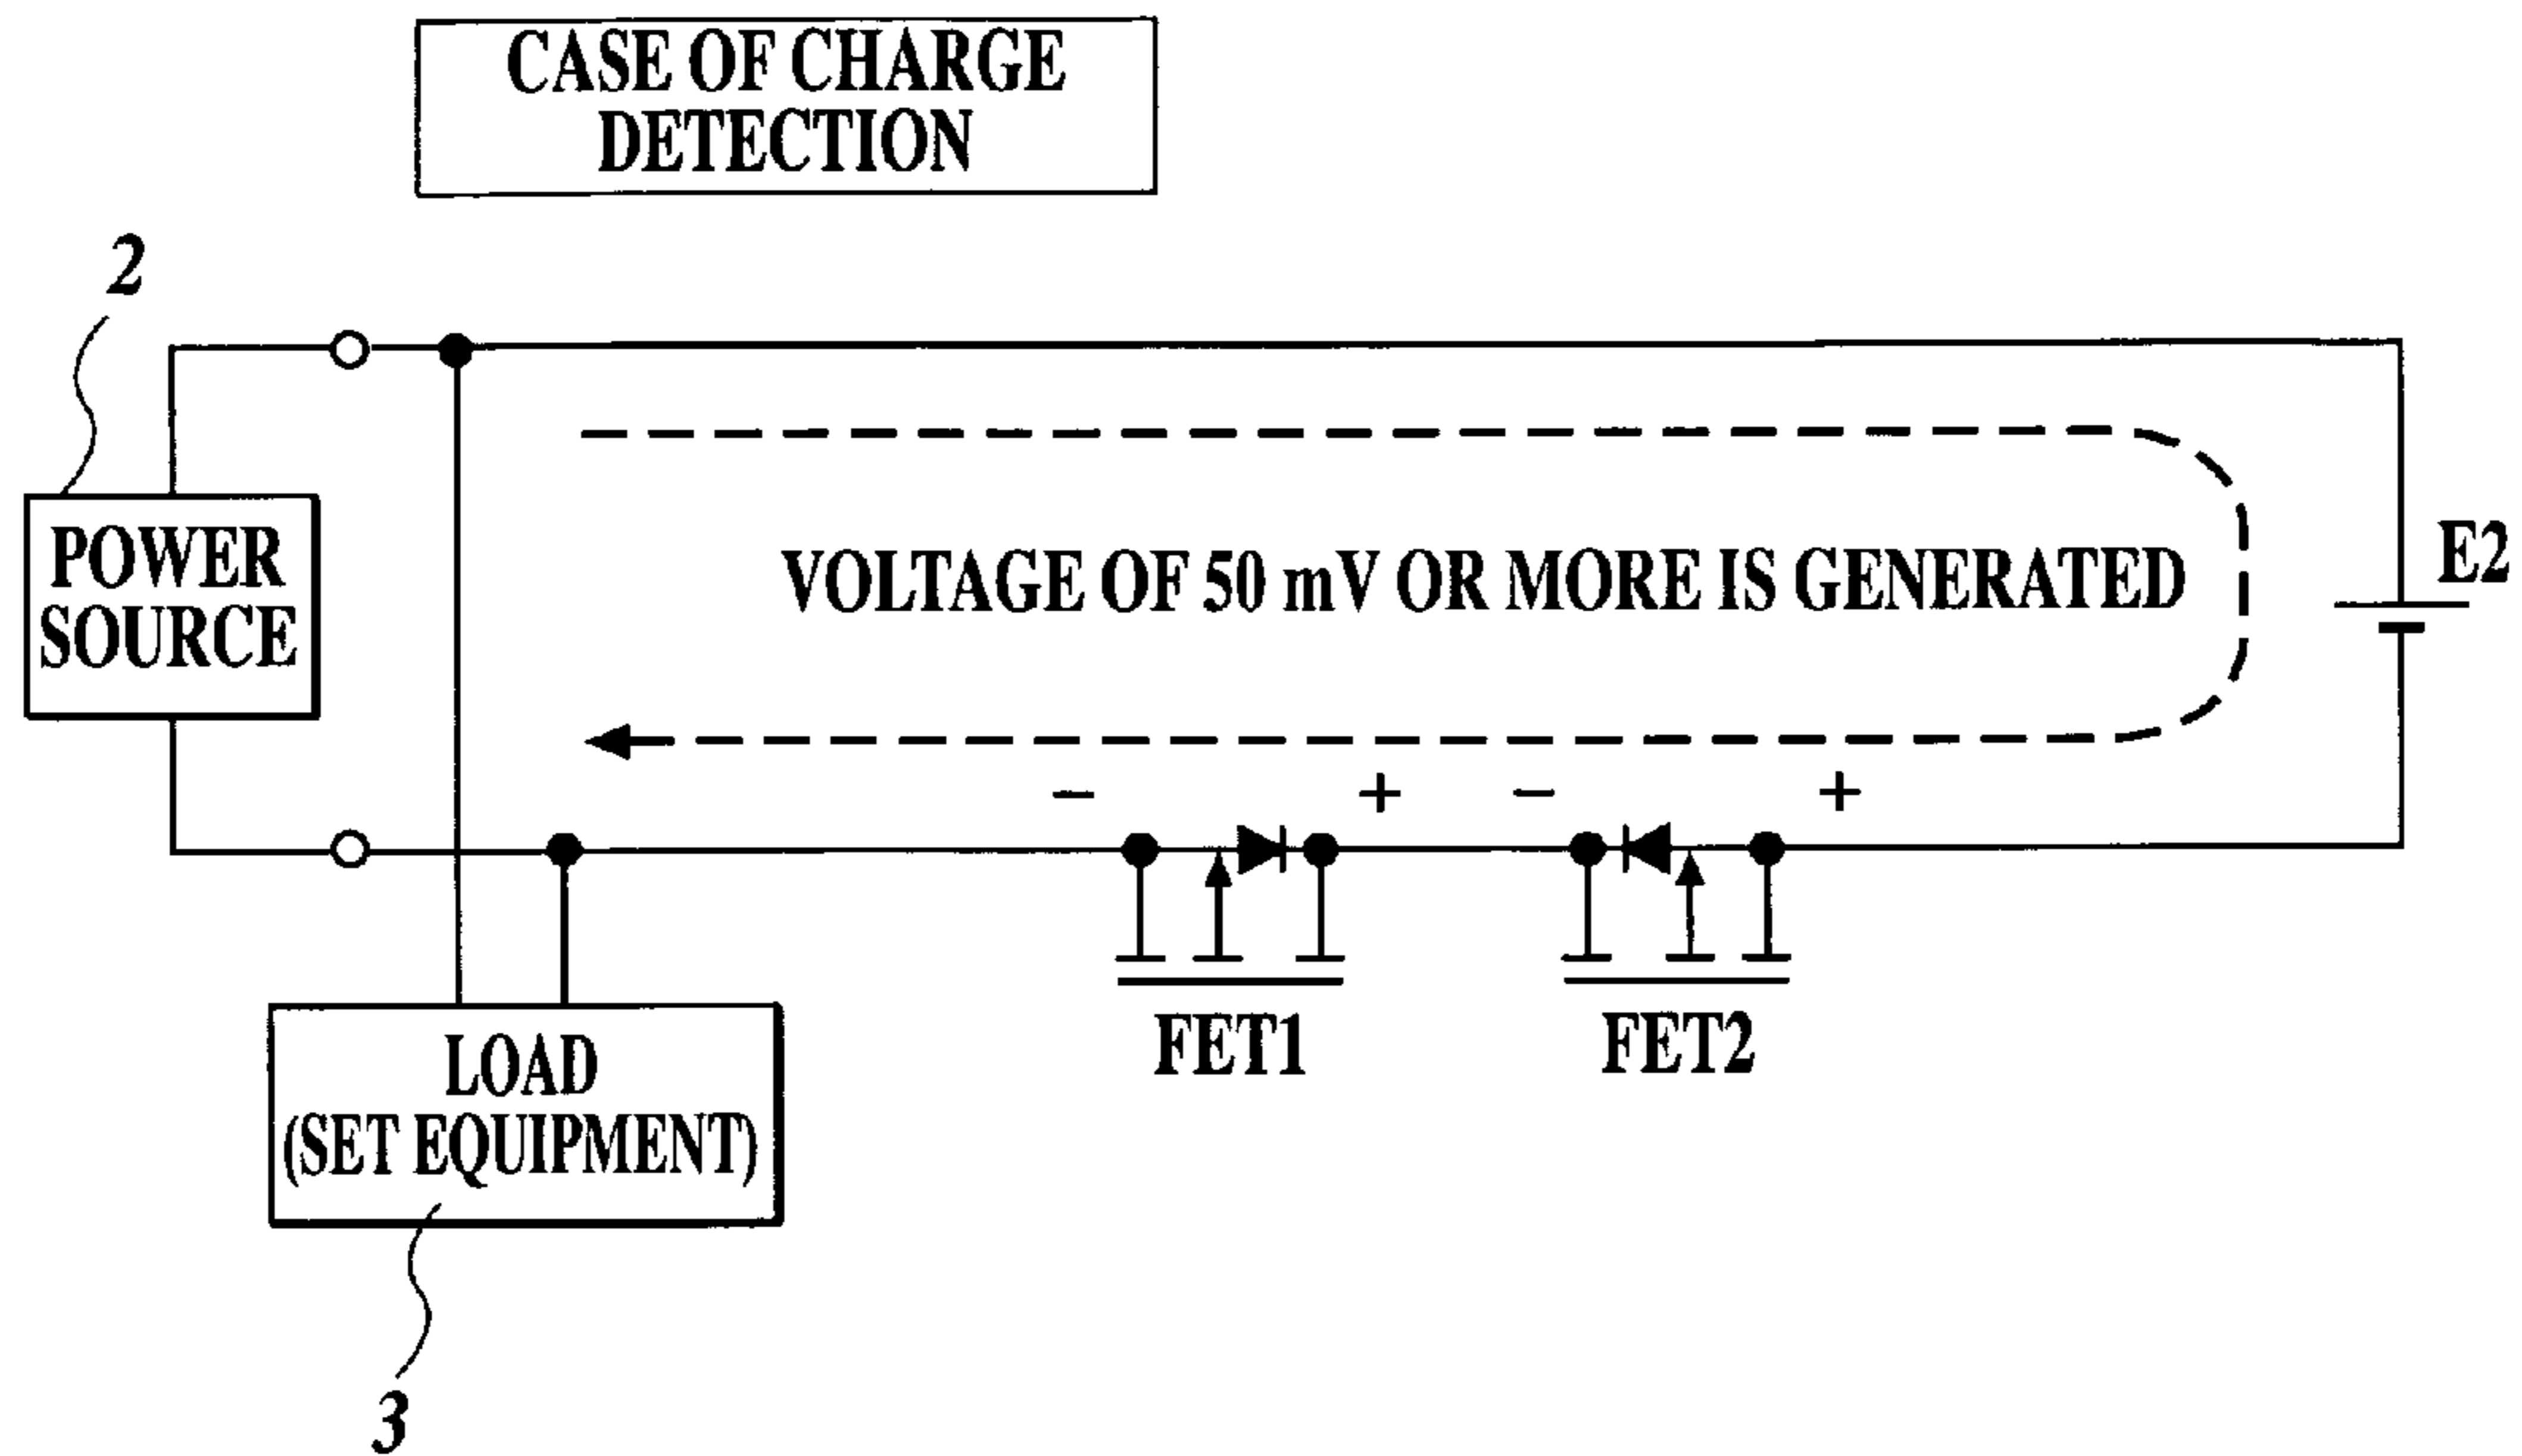 CASE OF CHARGE
DETECTION
2
POWER
SOURCE
VOLTAGE OF 50 mV OR MORE IS GENERATED
E2
− + − +
FET1 FET2
LOAD
(SET EQUIPMENT)
3